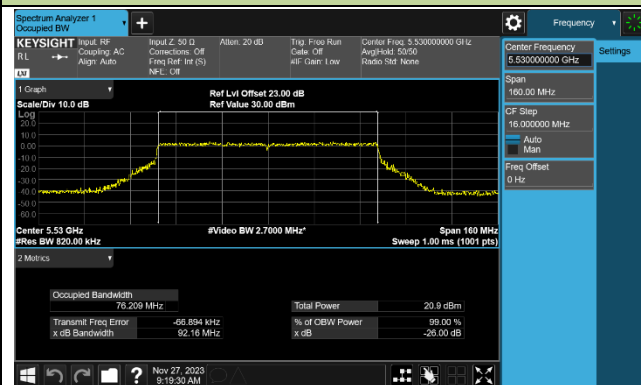 Spectrum Analyzer 1
Occupied BW
Frequency
KEYSIGHT Input: RF Input Z: 50 Ω Atten: 20 dB Trig: Free Run Center Freq: 5.530000000 GHz
RL Coupling: AC Corrections: Off Gate: Off Avg|Hold: 50/50
Align: Auto Freq Ref: Int (S) #IF Gain: Low Radio Std: None
LXI NFE: Off
Center Frequency
5.530000000 GHz
Settings
Span
160.00 MHz
CF Step
16.000000 MHz
Auto
Man
Freq Offset
0 Hz
1 Graph
Scale/Div 10.0 dB
Ref Lvl Offset 23.00 dB
Ref Value 30.00 dBm
Log
20.0
10.0
0.00
-10.0
-20.0
-30.0
-40.0
-50.0
-60.0
Center 5.53 GHz #Video BW 2.7000 MHz* Span 160 MHz
#Res BW 820.00 kHz Sweep 1.00 ms (1001 pts)
2 Metrics
Occupied Bandwidth
76.209 MHz Total Power 20.9 dBm
Transmit Freq Error -66.894 kHz % of OBW Power 99.00 %
x dB Bandwidth 92.16 MHz x dB -26.00 dB
? Nov 27, 2023
9:19:30 AM